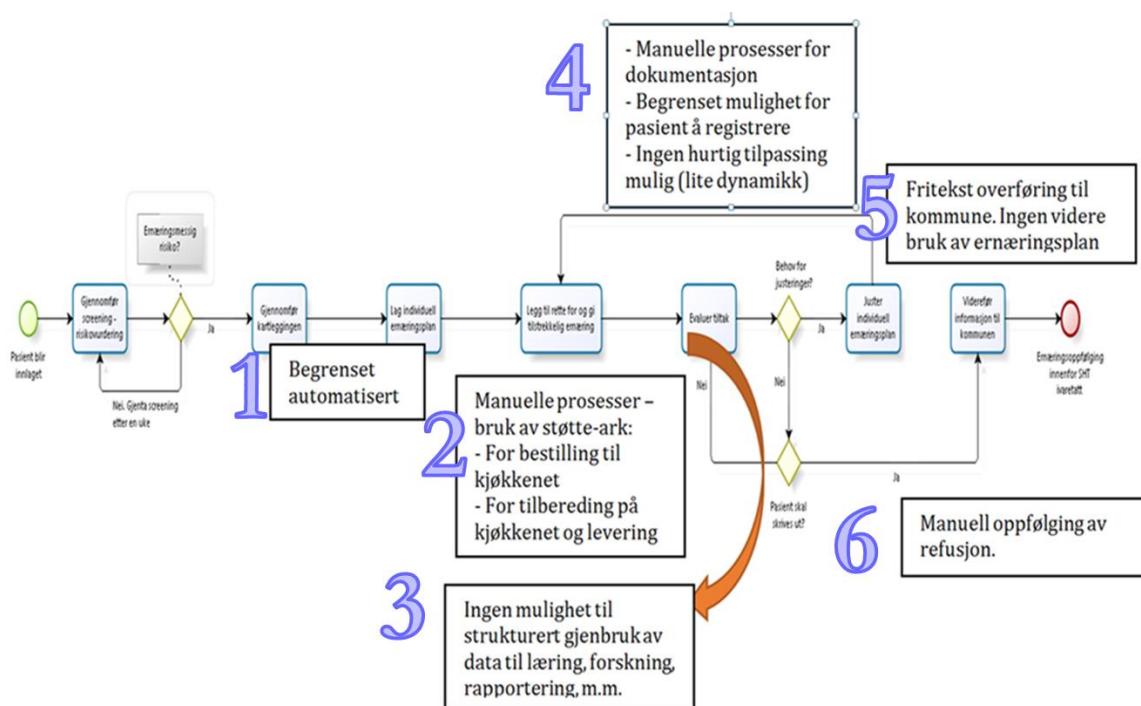 4
- Manuelle prosesser for
dokumentasjon
- Begrenset mulighet for
pasient å registrere
- Ingen hurtig tilpassing
mulig (lite dynamikk)
5
Fritekst overføring til
kommune. Ingen videre
bruk av ernæringsplan
Ernæringsmessig
risiko?
Pasient blir
innlaget
Gjennomfør
screening -
risikovurdering
Ja
Nei. Gjenta screening
etter en uke
Gjennomfør
kartleggingen
Lag individuell
ernæringsplan
Legg til rette for og gi
tilstrekkelig ernæring
Evaluer tiltak
Behov for
justeringer?
Ja
Nei
Nei
Juster
individuell
ernæringsplan
Viderefør
informasjon til
kommunen
Ernæringsoppfølging
innenfor SHT
ivaretatt
1
Begrenset
automatisert
2
Manuelle prosesser –
bruk av støtte-ark:
- For bestilling til
kjøkkenet
- For tilbereding på
kjøkkenet og levering
Pasient skal
skrives ut?
Ja
6
Manuell oppfølging av
refusjon.
3
Ingen mulighet til
strukturert gjenbruk av
data til læring, forskning,
rapportering, m.m.